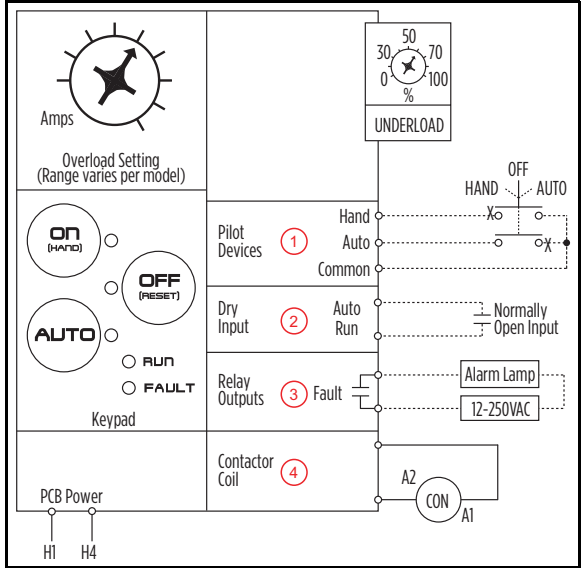 Amps
Overload Setting
(Range varies per model)
50
30
70
0
100
%
UNDERLOAD
ON
(HAND)
OFF
(RESET)
AUTO
RUN
FAULT
Keypad
Pilot
Devices
1
Hand
Auto
Common
OFF
HAND
AUTO
X
X
Dry
Input
2
Auto
Run
Normally
Open Input
Relay
Outputs
3
Fault
Alarm Lamp
12-250VAC
Contactor
Coil
4
A2
CON
A1
PCB Power
H1
H4